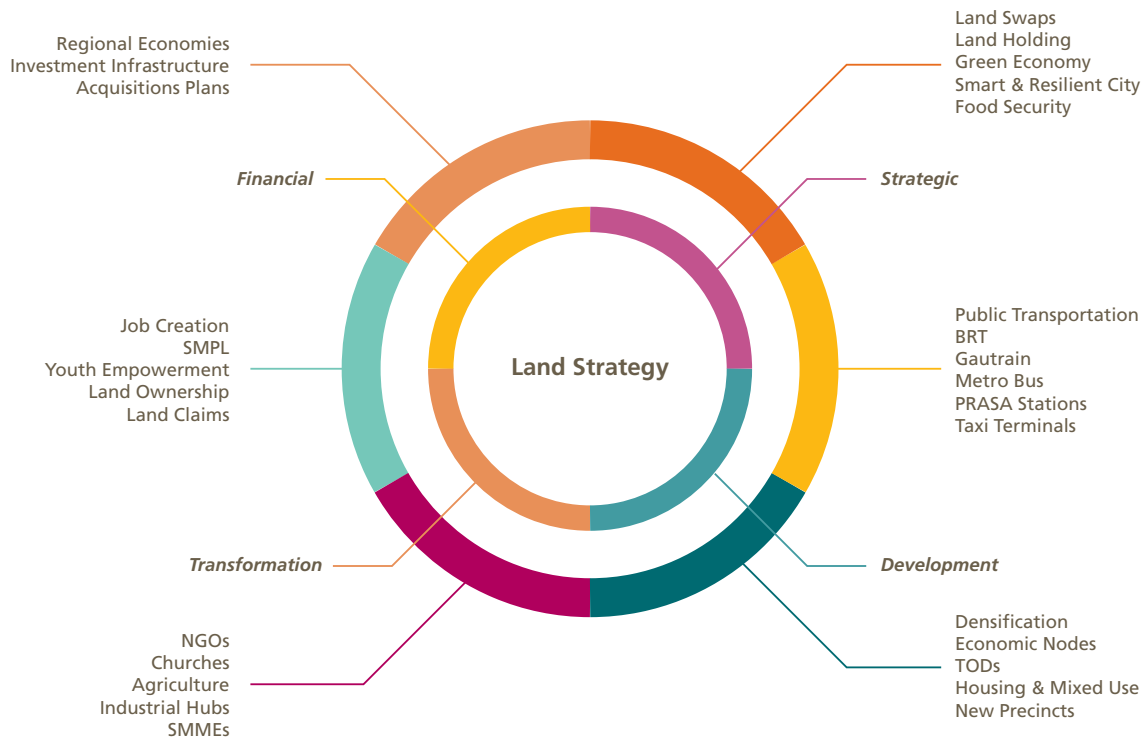 Regional Economies
Investment Infrastructure
Acquisitions Plans
Land Swaps
Land Holding
Green Economy
Smart & Resilient City
Food Security
Financial
Strategic
Job Creation
SMPL
Youth Empowerment
Land Ownership
Land Claims
Land Strategy
Public Transportation
BRT
Gautrain
Metro Bus
PRASA Stations
Taxi Terminals
Transformation
Development
NGOs
Churches
Agriculture
Industrial Hubs
SMMEs
Densification
Economic Nodes
TODs
Housing & Mixed Use
New Precincts